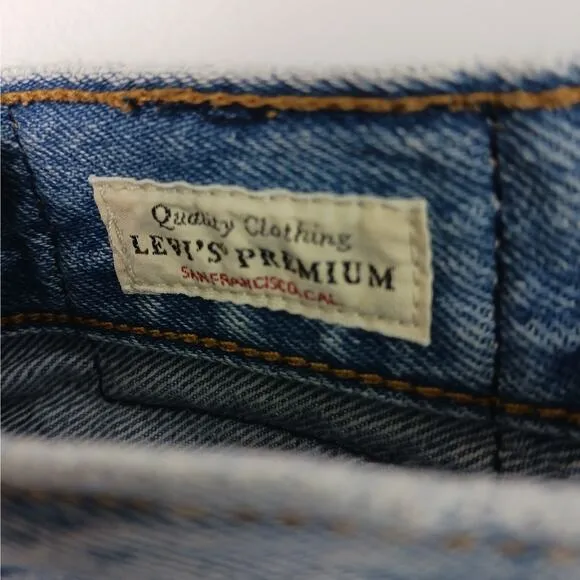 Quality Clothing
LEVI'S PREMIUM
SAN FRANCISCO, CAL